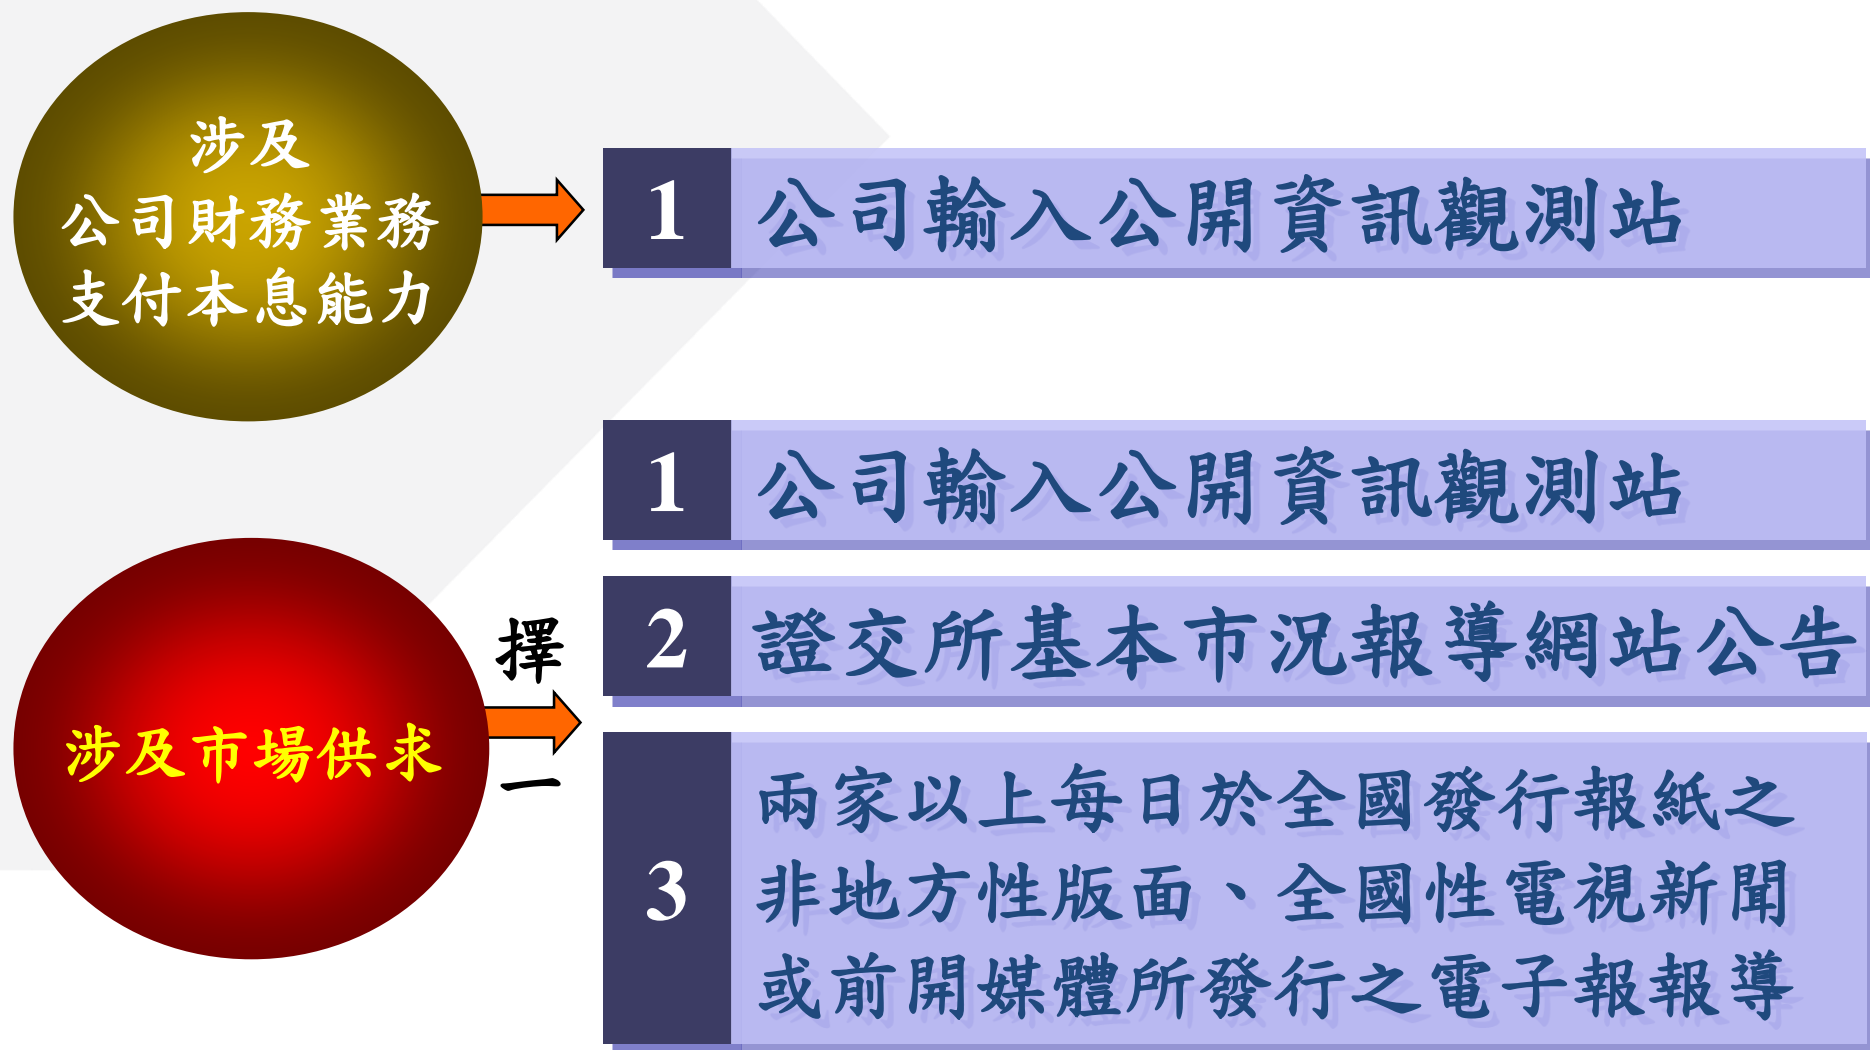 涉及
公司財務業務
支付本息能力
1
公司輸入公開資訊觀測站
涉及市場供求
擇
一
1
公司輸入公開資訊觀測站
2
證交所基本市況報導網站公告
3
兩家以上每日於全國發行報紙之
非地方性版面、全國性電視新聞
或前開媒體所發行之電子報報導